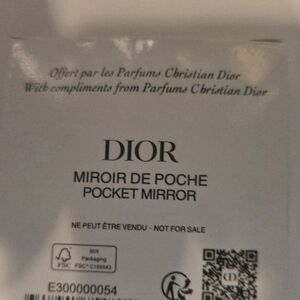 Offert par les Parfums Christian Dior
With compliments from Parfums Christian Dior
DIOR
MIROIR DE POCHE
POCKET MIRROR
NE PEUT ÊTRE VENDU - NOT FOR SALE
MIX
Packaging
FSC
E300000054